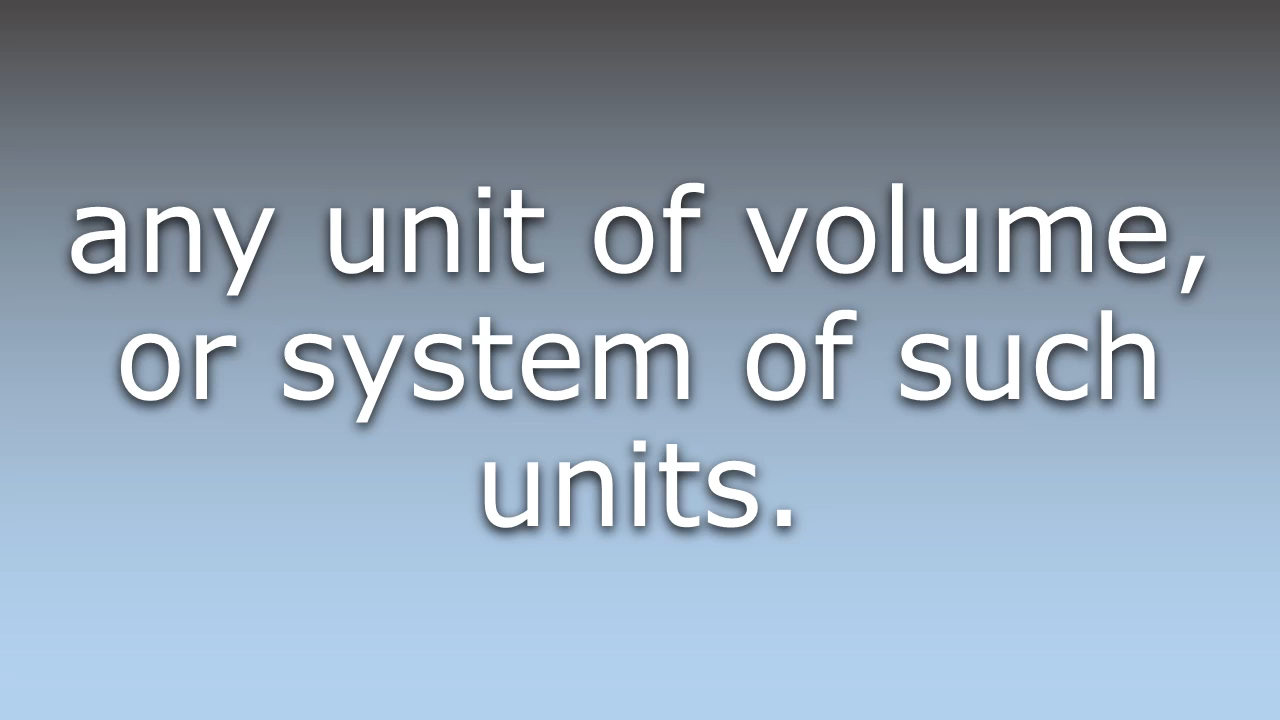 any unit of volume,
or system of such
units.